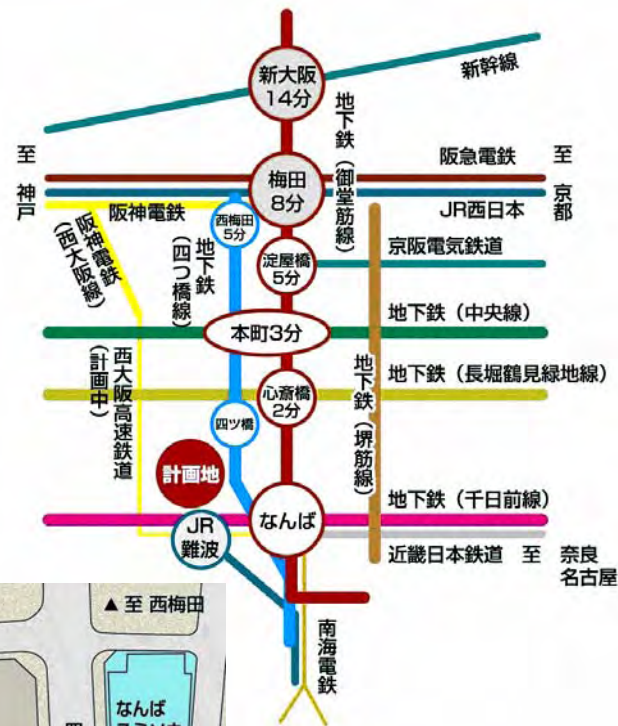 新幹線
新大阪
14分
地下鉄（御堂筋線）
至 神戸
阪急電鉄
至 京都
梅田
8分
阪神電鉄
JR西日本
阪神電鉄
（西大阪線）
西梅田
5分
地下鉄
（四つ橋線）
淀屋橋
5分
京阪電気鉄道
本町3分
地下鉄（中央線）
西大阪高速鉄道
（計画中）
心斎橋
2分
地下鉄（堺筋線）
地下鉄（長堀鶴見緑地線）
四ツ橋
計画地
なんば
地下鉄（千日前線）
JR
難波
近畿日本鉄道 至 奈良
名古屋
南海電鉄
▲至 西梅田
なんば